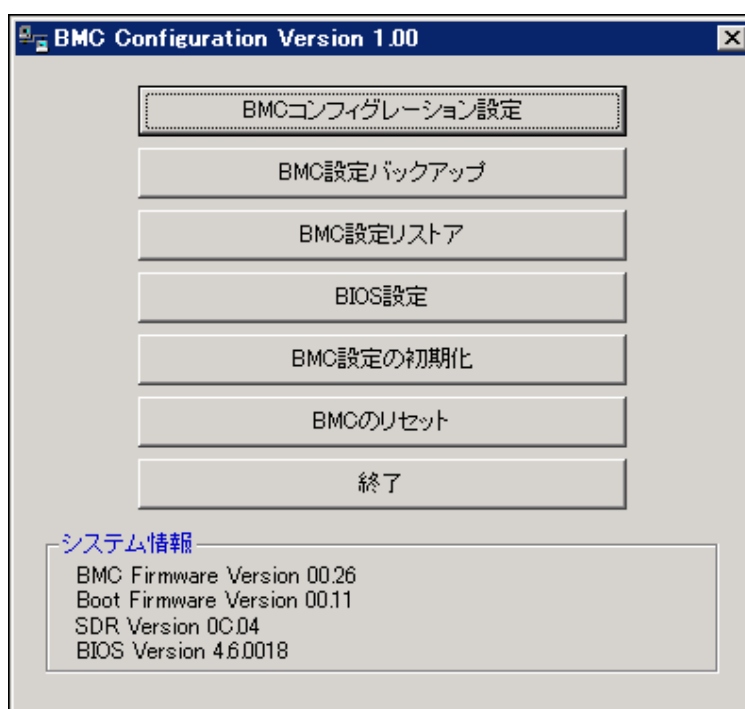 BMC Configuration Version 1.00
BMCコンフィグレーション設定
BMC設定バックアップ
BMC設定リストア
BIOS設定
BMC設定の初期化
BMCのリセット
終了
システム情報
BMC Firmware Version 00.26
Boot Firmware Version 00.11
SDR Version 0C.04
BIOS Version 4.6.0018